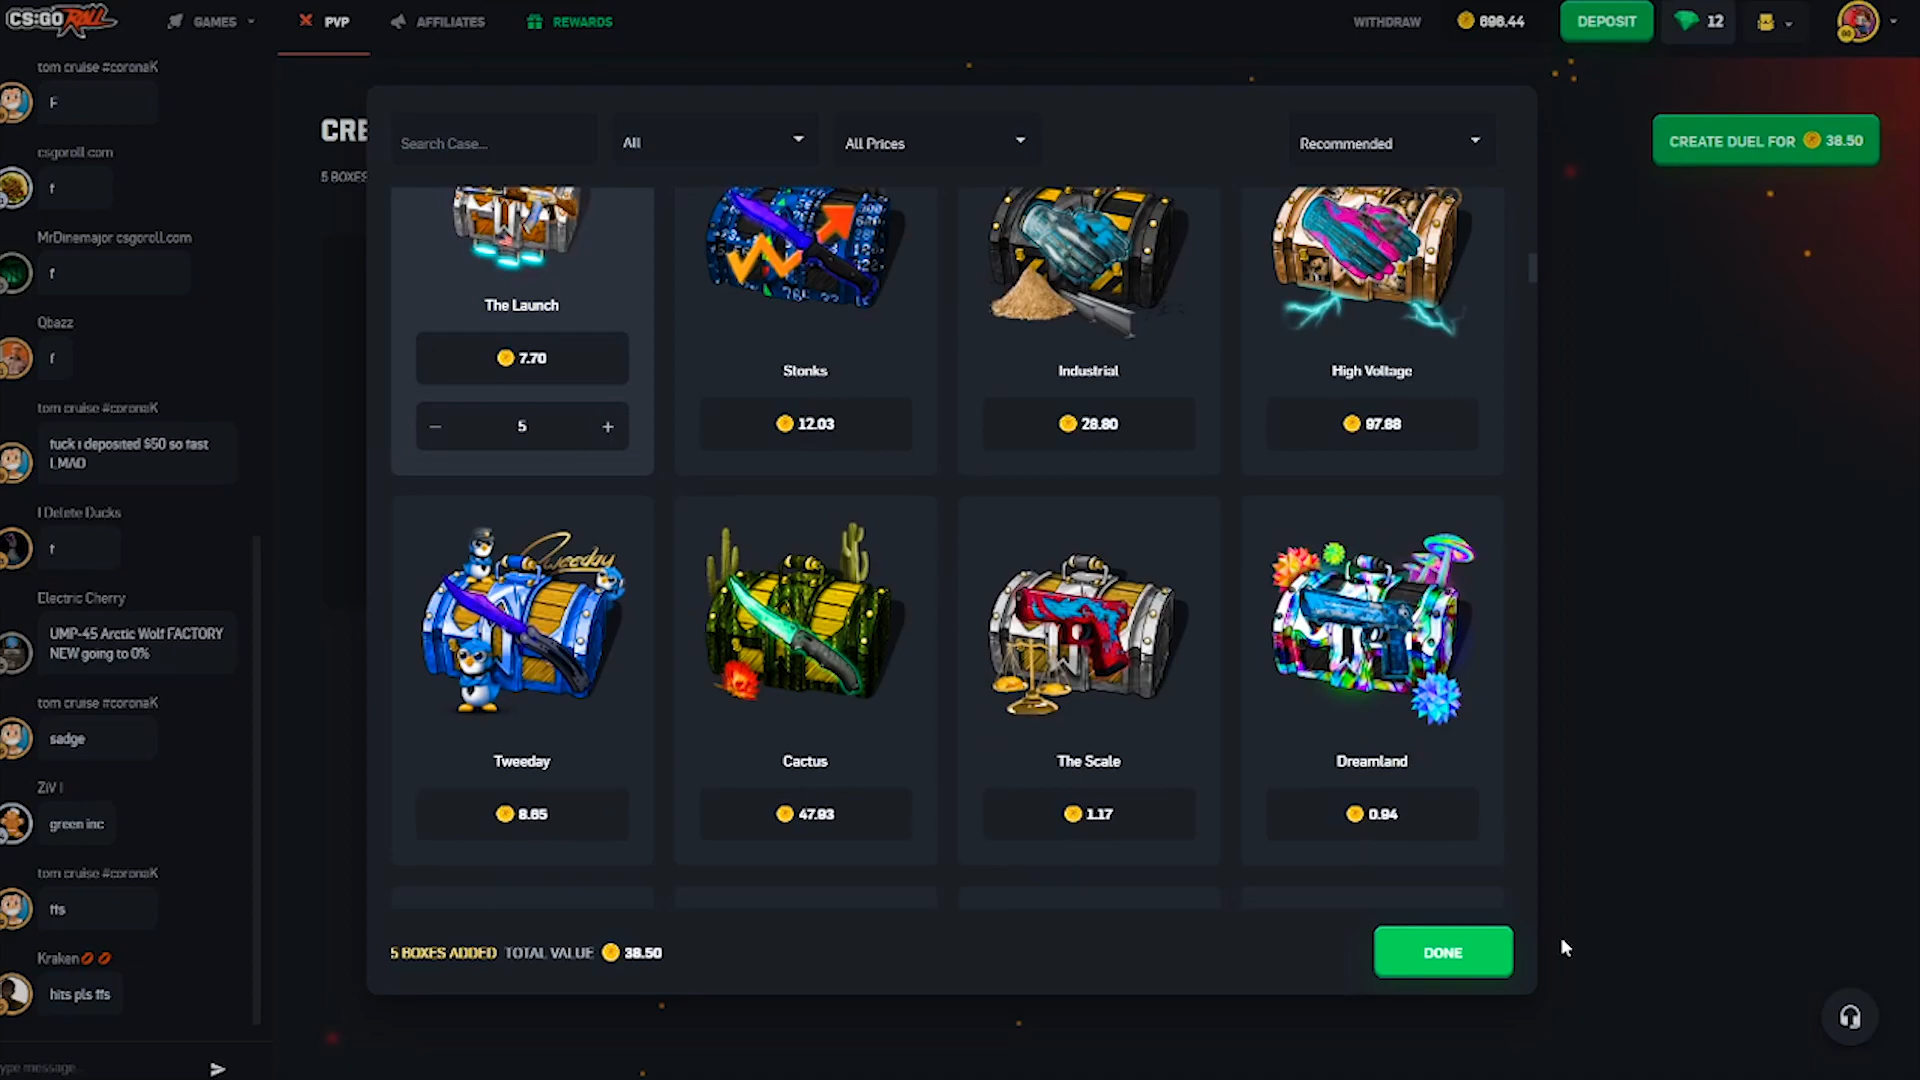 CS:GO ROLL
GAMES
PVP
AFFILIATES
REWARDS
WITHDRAW
696.44
DEPOSIT
12
tom cruise #coronaK
F
csgoroll.com
f
MrDinemajor csgoroll.com
f
Qbazz
f
tom cruise #coronaK
fuck i deposited $50 so fast
LMAO
I Delete Ducks
f
Electric Cherry
UMP-45 Arctic Wolf FACTORY
NEW going to 0%
tom cruise #coronaK
sadge
ZiV I
green inc
tom cruise #coronaK
ffs
Kraken
hits pls ffs
ype message...
CRE
5 BOXES
CREATE DUEL FOR 38.50
Search Case...
All
All Prices
Recommended
The Launch
7.70
− 5 +
Stonks
12.03
Industrial
28.80
High Voltage
97.88
Tweeday
Tweeday
8.65
Cactus
47.93
The Scale
1.17
Dreamland
0.94
5 BOXES ADDED TOTAL VALUE 38.50
DONE